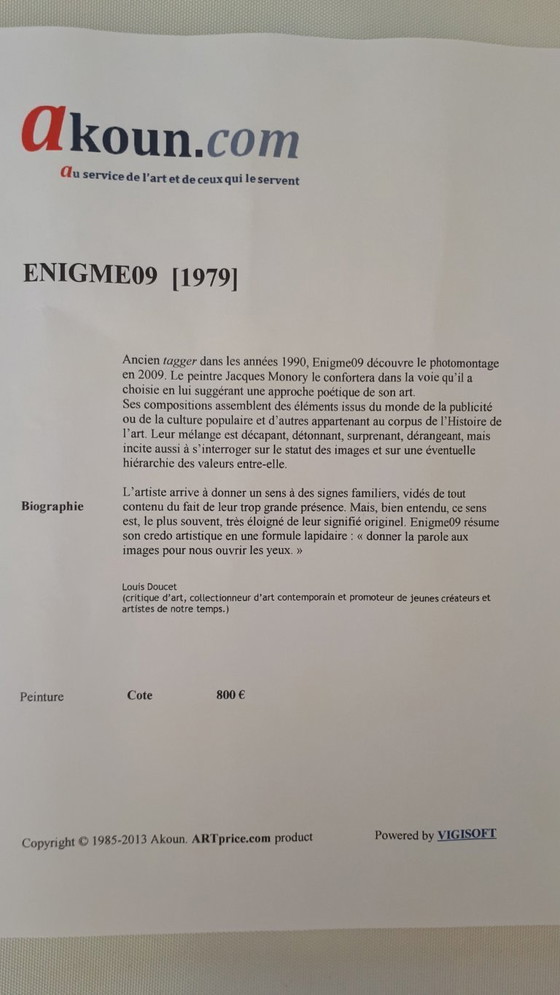 akoun.com
au service de l'art et de ceux qui le servent
ENIGME09 [1979]
Ancien tagger dans les années 1990, Enigme09 découvre le photomontage
en 2009. Le peintre Jacques Monory le confortera dans la voie qu'il a
choisie en lui suggérant une approche poétique de son art.
Ses compositions assemblent des éléments issus du monde de la publicité
ou de la culture populaire et d'autres appartenant au corpus de l'Histoire de
l'art. Leur mélange est décapant, détonnant, surprenant, dérangeant, mais
incite aussi à s'interroger sur le statut des images et sur une éventuelle
hiérarchie des valeurs entre-elle.
Biographie
L'artiste arrive à donner un sens à des signes familiers, vidés de tout
contenu du fait de leur trop grande présence. Mais, bien entendu, ce sens
est, le plus souvent, très éloigné de leur signifié originel. Enigme09 résume
son credo artistique en une formule lapidaire : « donner la parole aux
images pour nous ouvrir les yeux. »
Louis Doucet
(critique d'art, collectionneur d'art contemporain et promoteur de jeunes créateurs et
artistes de notre temps.)
Peinture Cote 800 €
Copyright © 1985-2013 Akoun. ARTprice.com product Powered by VIGISOFT